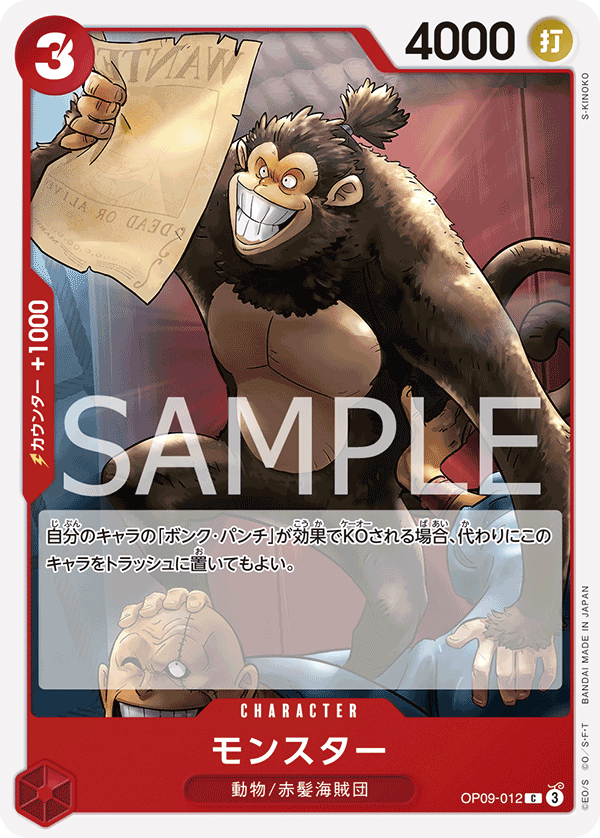 3
4000
打
S-KINOKO
WANTED
DEAD OR ALIVE
カウンター +1000
SAMPLE
自分のキャラの「ボンク・パンチ」が効果でKOされる場合、代わりにこの
キャラをトラッシュに置いてもよい。
CHARACTER
モンスター
動物/赤髪海賊団
OP09-012 C 3
©E.O/S ©O/S・F・T BANDAI MADE IN JAPAN